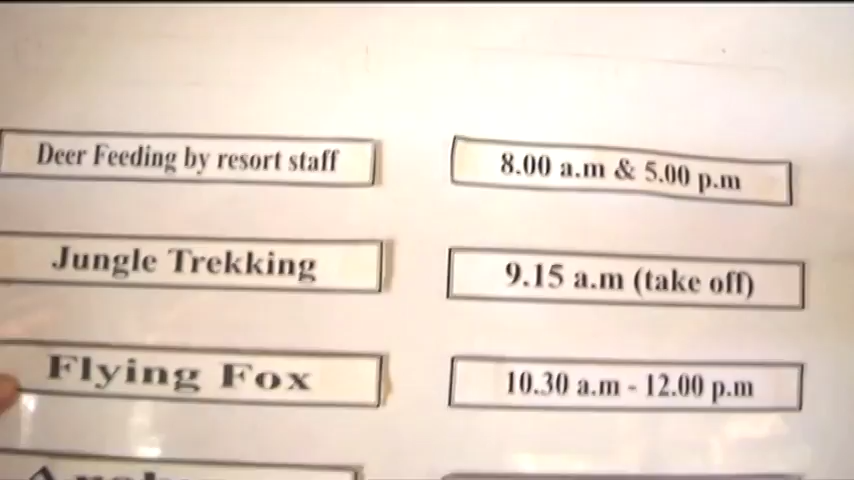 Deer Feeding by resort staff
8.00 a.m & 5.00 p.m
Jungle Trekking
9.15 a.m (take off)
Flying Fox
10.30 a.m - 12.00 p.m